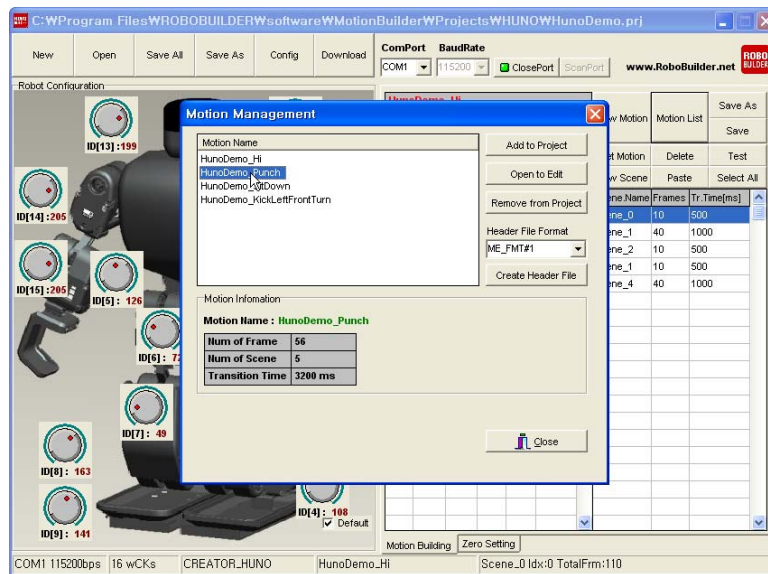 C:₩Program Files₩ROBOBUILDER₩software₩MotionBuilder₩Projects₩HUNO₩HunoDemo.prj
New Open Save All Save As Config Download
ComPort BaudRate
COM1 115200 ClosePort ScanPort www.RoboBuilder.net ROBO BUILDER
Robot Configuration
HunoDemo_Hi
Motion Management
Motion Name
HunoDemo_Hi
HunoDemo_Punch
HunoDemo_KickLeftFrontTurn
Add to Project
Open to Edit
Remove from Project
Header File Format
ME_FMT#1
Create Header File
Motion Infomation
Motion Name : HunoDemo_Punch
Num of Frame 56
Num of Scene 5
Transition Time 3200 ms
Close
Motion Motion List Save As
Save
Motion Delete Test
Scene Paste Select All
Frames Tr.Time[ms]
10 500
40 1000
10 500
10 500
40 1000
ID[13] :199
ID[14] :205
ID[15] :205
ID[5] : 126
ID[6] :
ID[7] : 49
ID[8] : 163
ID[4] : 108
Default
ID[9] : 141
Motion Building Zero Setting
COM1 115200bps 16 wCKs CREATOR_HUNO HunoDemo_Hi Scene_0 Idx:0 TotalFrm:110